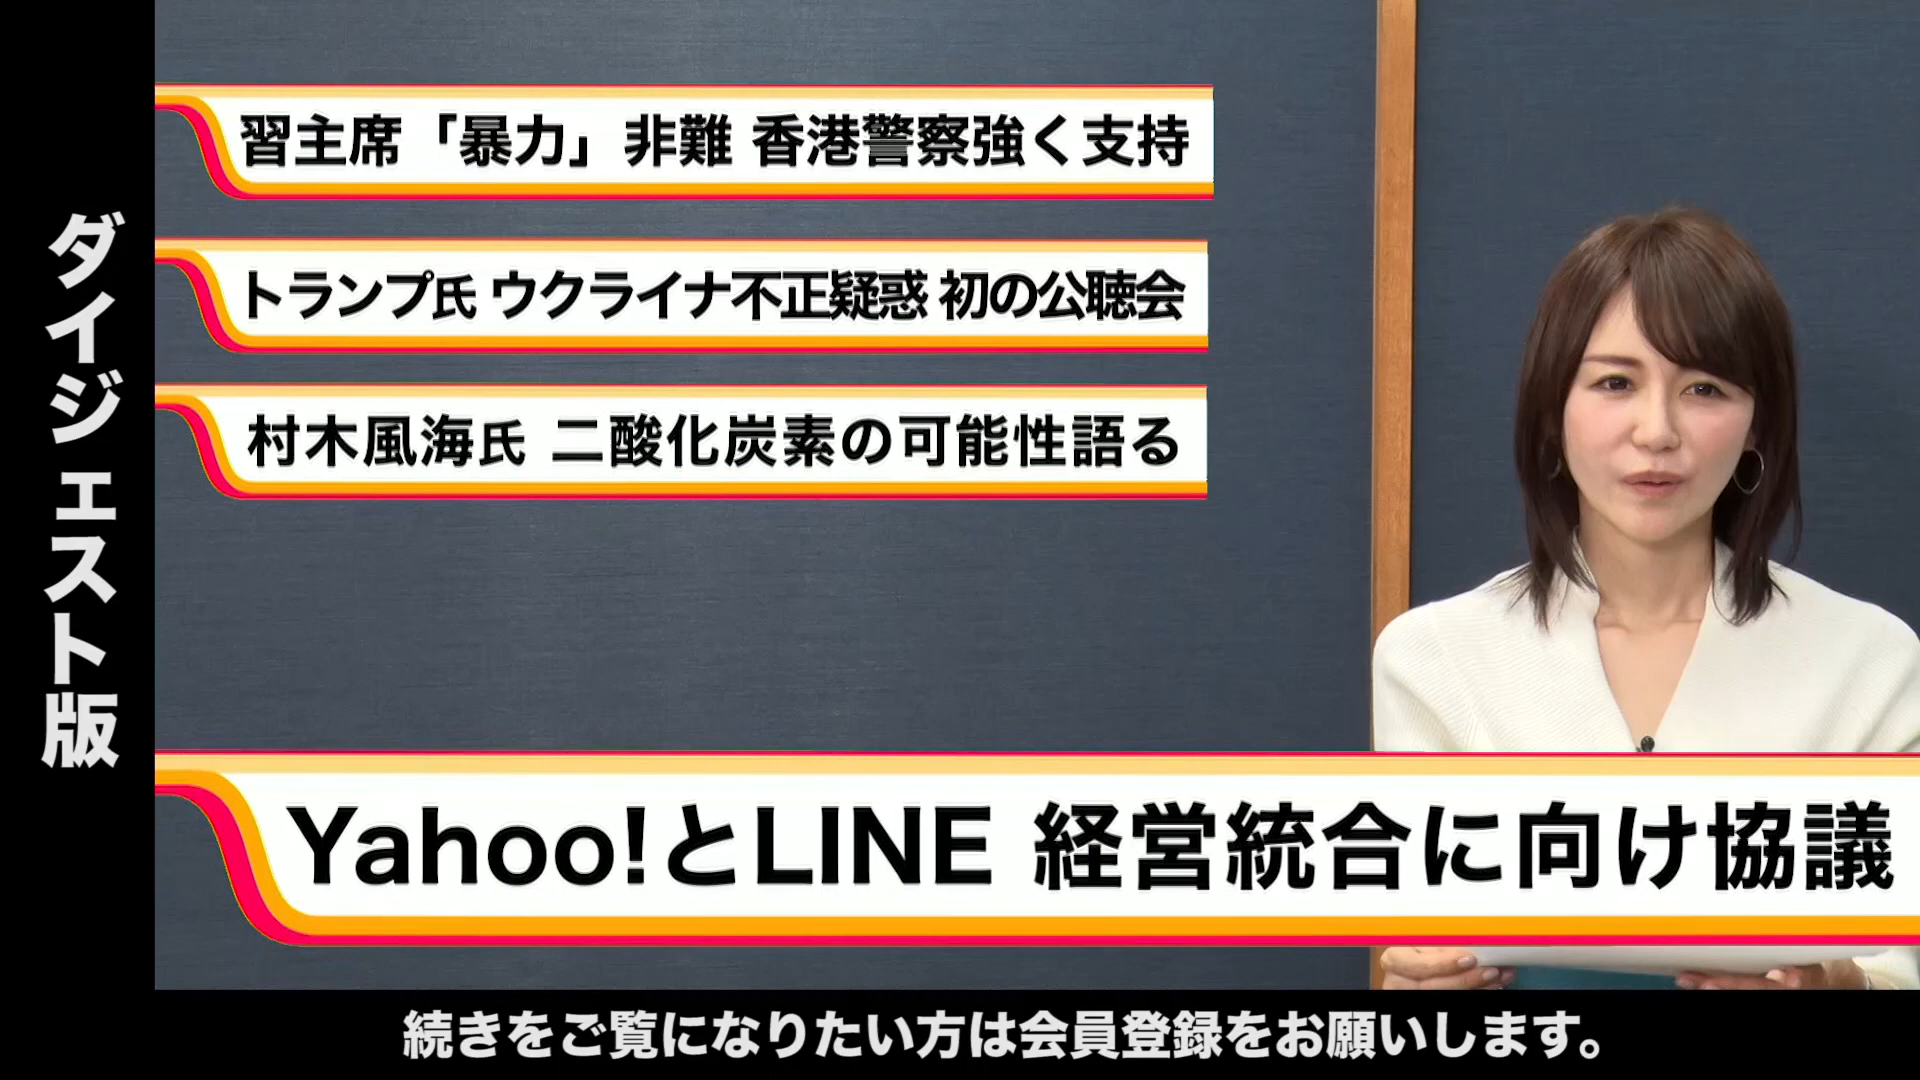 ダイジェスト版
習主席「暴力」非難 香港警察強く支持
トランプ氏 ウクライナ不正疑惑 初の公聴会
村木風海氏 二酸化炭素の可能性語る
Yahoo!とLINE 経営統合に向け協議
続きをご覧になりたい方は会員登録をお願いします。